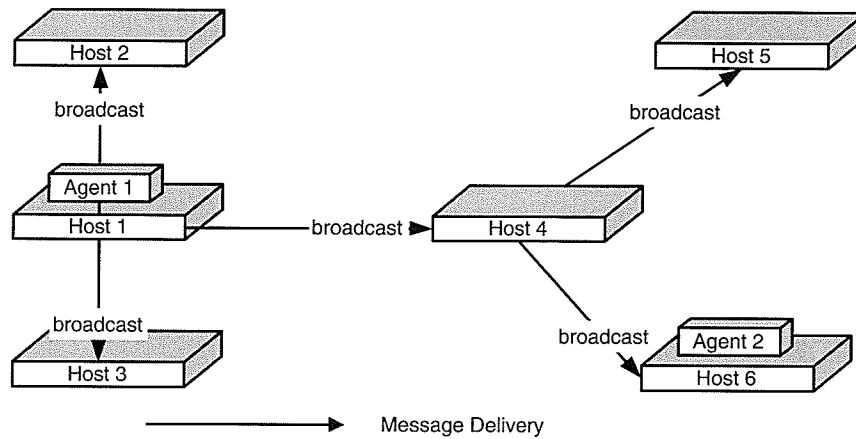 Host 2
Host 5
broadcast
broadcast
Agent 1
Host 1
broadcast
Host 4
broadcast
broadcast
Agent 2
Host 3
Host 6
Message Delivery